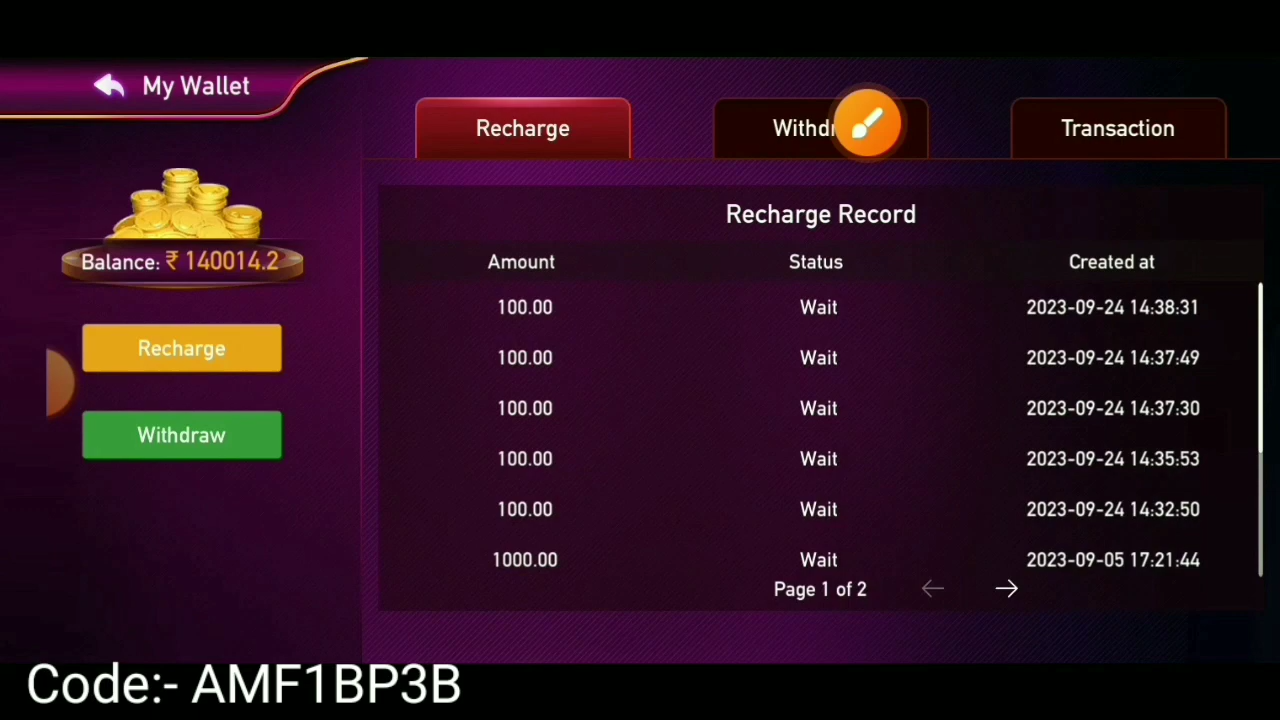 My Wallet
Recharge
Transaction
Balance: ₹ 140014.2
Recharge
Withdraw
Recharge Record
Amount Status Created at
100.00 Wait 2023-09-24 14:38:31
100.00 Wait 2023-09-24 14:37:49
100.00 Wait 2023-09-24 14:37:30
100.00 Wait 2023-09-24 14:35:53
100.00 Wait 2023-09-24 14:32:50
1000.00 Wait 2023-09-05 17:21:44
Page 1 of 2
Code:- AMF1BP3B